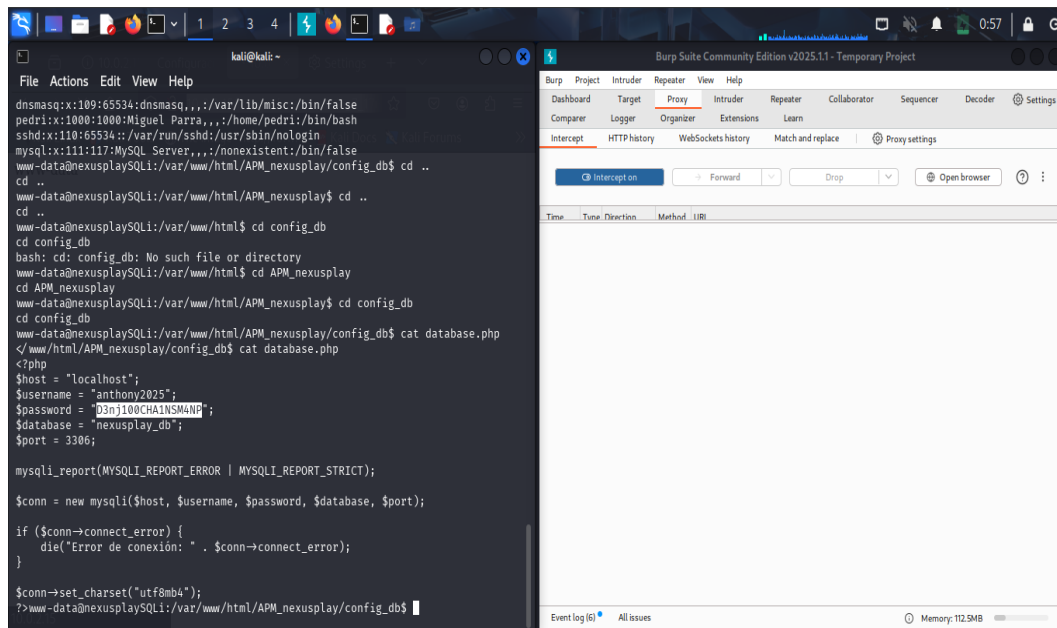 1 2 3 4
0:57
kali@kali: ~
File Actions Edit View Help
dnsmasq:x:109:65534:dnsmasq,,,:/var/lib/misc:/bin/false
pedri:x:1000:1000:Miguel Parra,,,:/home/pedri:/bin/bash
sshd:x:110:65534::/var/run/sshd:/usr/sbin/nologin
mysql:x:111:117:MySQL Server,,,:/nonexistent:/bin/false
www-data@nexusplaySQLi:/var/www/html/APM_nexusplay/config_db$ cd ..
cd ..
www-data@nexusplaySQLi:/var/www/html/APM_nexusplay$ cd ..
cd ..
www-data@nexusplaySQLi:/var/www/html$ cd config_db
cd config_db
bash: cd: config_db: No such file or directory
www-data@nexusplaySQLi:/var/www/html$ cd APM_nexusplay
cd APM_nexusplay
www-data@nexusplaySQLi:/var/www/html/APM_nexusplay$ cd config_db
cd config_db
www-data@nexusplaySQLi:/var/www/html/APM_nexusplay/config_db$ cat database.php
</www/html/APM_nexusplay/config_db$ cat database.php
<?php
$host = "localhost";
$username = "anthony2025";
$password = "D3nj100CHA1NSM4NP";
$database = "nexusplay_db";
$port = 3306;
mysqli_report(MYSQLI_REPORT_ERROR | MYSQLI_REPORT_STRICT);
$conn = new mysqli($host, $username, $password, $database, $port);
if ($conn→connect_error) {
die("Error de conexión: " . $conn→connect_error);
}
$conn→set_charset("utf8mb4");
?>www-data@nexusplaySQLi:/var/www/html/APM_nexusplay/config_db$
Burp Suite Community Edition v2025.1.1 - Temporary Project
Burp Project Intruder Repeater View Help
Dashboard Target Proxy Intruder Repeater Collaborator Sequencer Decoder Settings
Comparer Logger Organizer Extensions Learn
Intercept HTTP history WebSockets history Match and replace Proxy settings
Intercept on Forward Drop Open browser
Time Type Direction Method URL
Event log (6) All issues Memory: 112.5MB